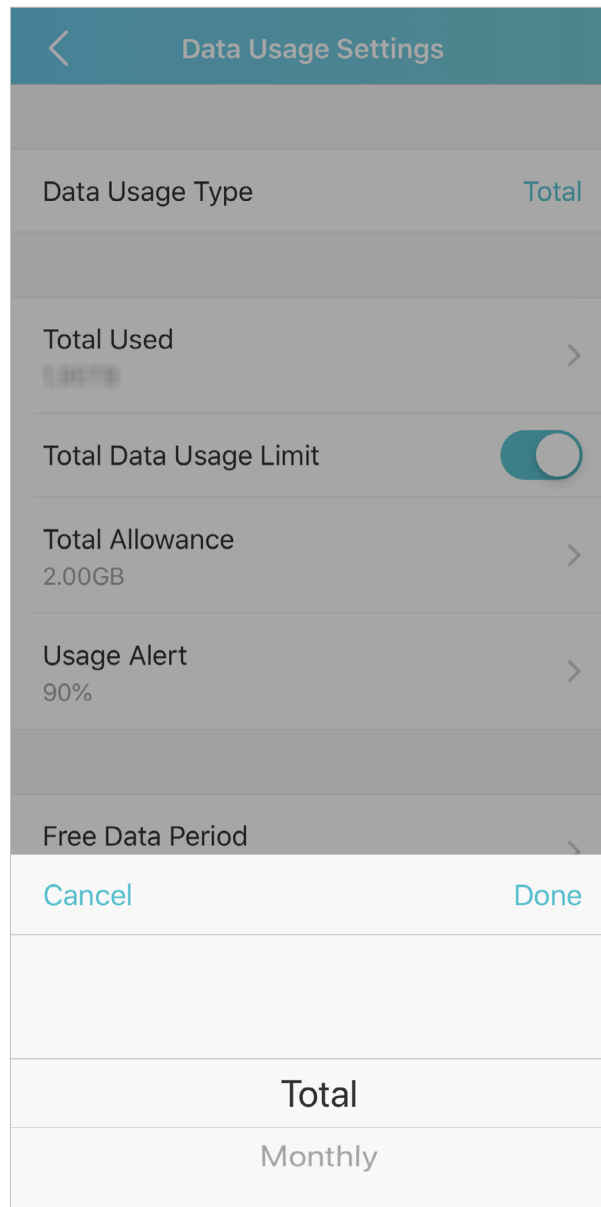 Data Usage Settings
Data Usage Type
Total
Total Used
Total Data Usage Limit
Total Allowance
2.00GB
Usage Alert
90%
Free Data Period
Cancel
Done
Total
Monthly